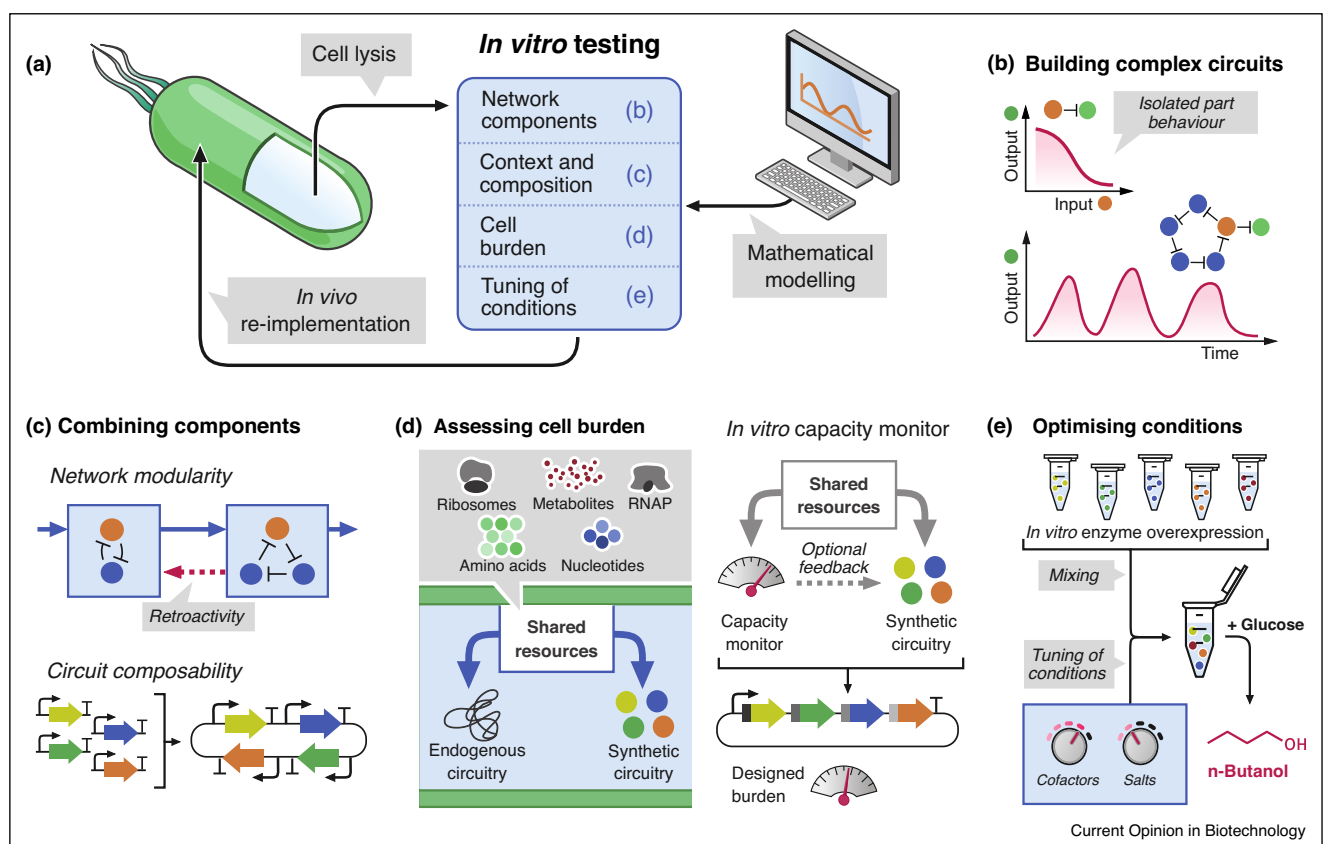 (a)
Cell lysis
In vitro testing
Network
components
(b)
Context and
composition
(c)
Cell
burden
(d)
Tuning of
conditions
(e)
In vivo
re-implementation
Mathematical
modelling
(b) Building complex circuits
Isolated part
behaviour
Output
Input
Output
Time
(c) Combining components
Network modularity
Retroactivity
Circuit composability
(d) Assessing cell burden
Ribosomes
Metabolites
RNAP
Amino acids
Nucleotides
Shared
resources
Endogenous
circuitry
Synthetic
circuitry
In vitro capacity monitor
Shared
resources
Optional
feedback
Capacity
monitor
Synthetic
circuitry
Designed
burden
(e) Optimising conditions
In vitro enzyme overexpression
Mixing
+ Glucose
Tuning of
conditions
Cofactors
Salts
OH
n-Butanol
Current Opinion in Biotechnology